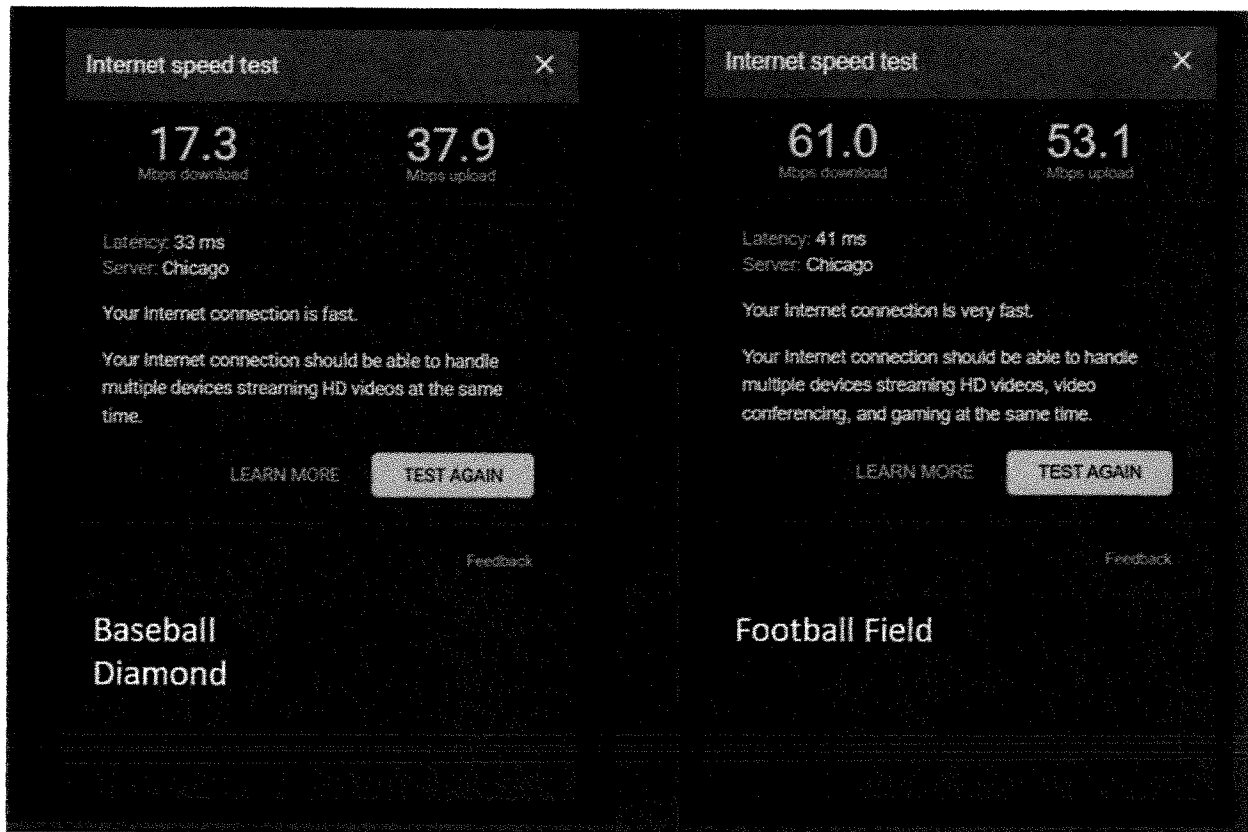 Internet speed test ×
17.3 37.9
Mbps download Mbps upload
Latency: 33 ms
Server: Chicago
Your Internet connection is fast.
Your Internet connection should be able to handle
multiple devices streaming HD videos at the same
time.
LEARN MORE TEST AGAIN
Feedback
Baseball
Diamond
Internet speed test ×
61.0 53.1
Mbps download Mbps upload
Latency: 41 ms
Server: Chicago
Your Internet connection is very fast.
Your Internet connection should be able to handle
multiple devices streaming HD videos, video
conferencing, and gaming at the same time.
LEARN MORE TEST AGAIN
Feedback
Football Field